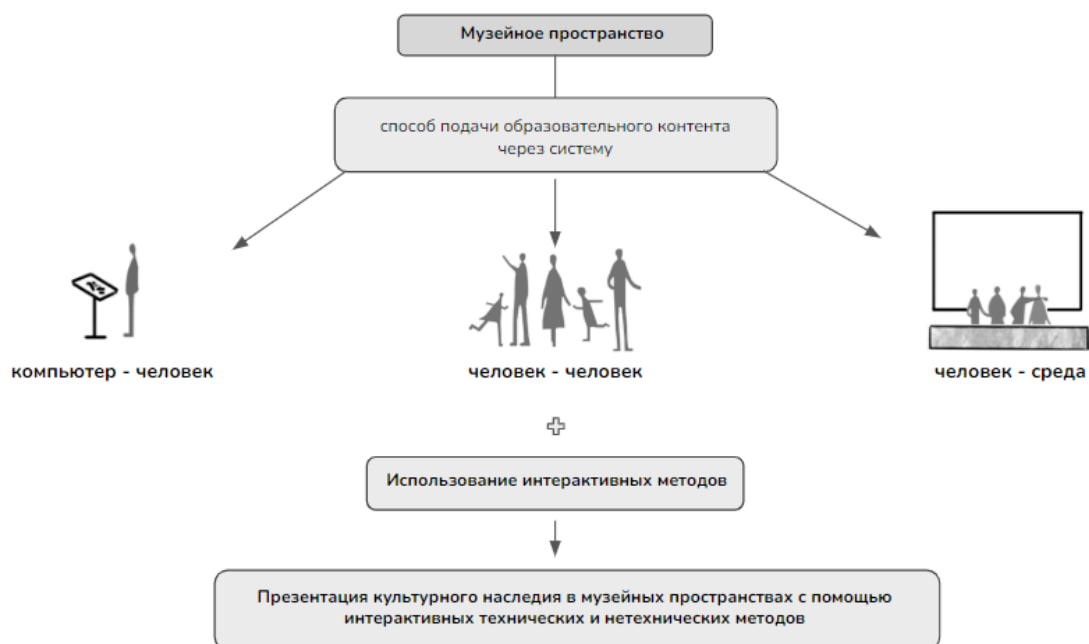 Музейное пространство
способ подачи образовательного контента
через систему
компьютер - человек
человек - человек
человек - среда
Использование интерактивных методов
Презентация культурного наследия в музейных пространствах с помощью
интерактивных технических и нетехнических методов